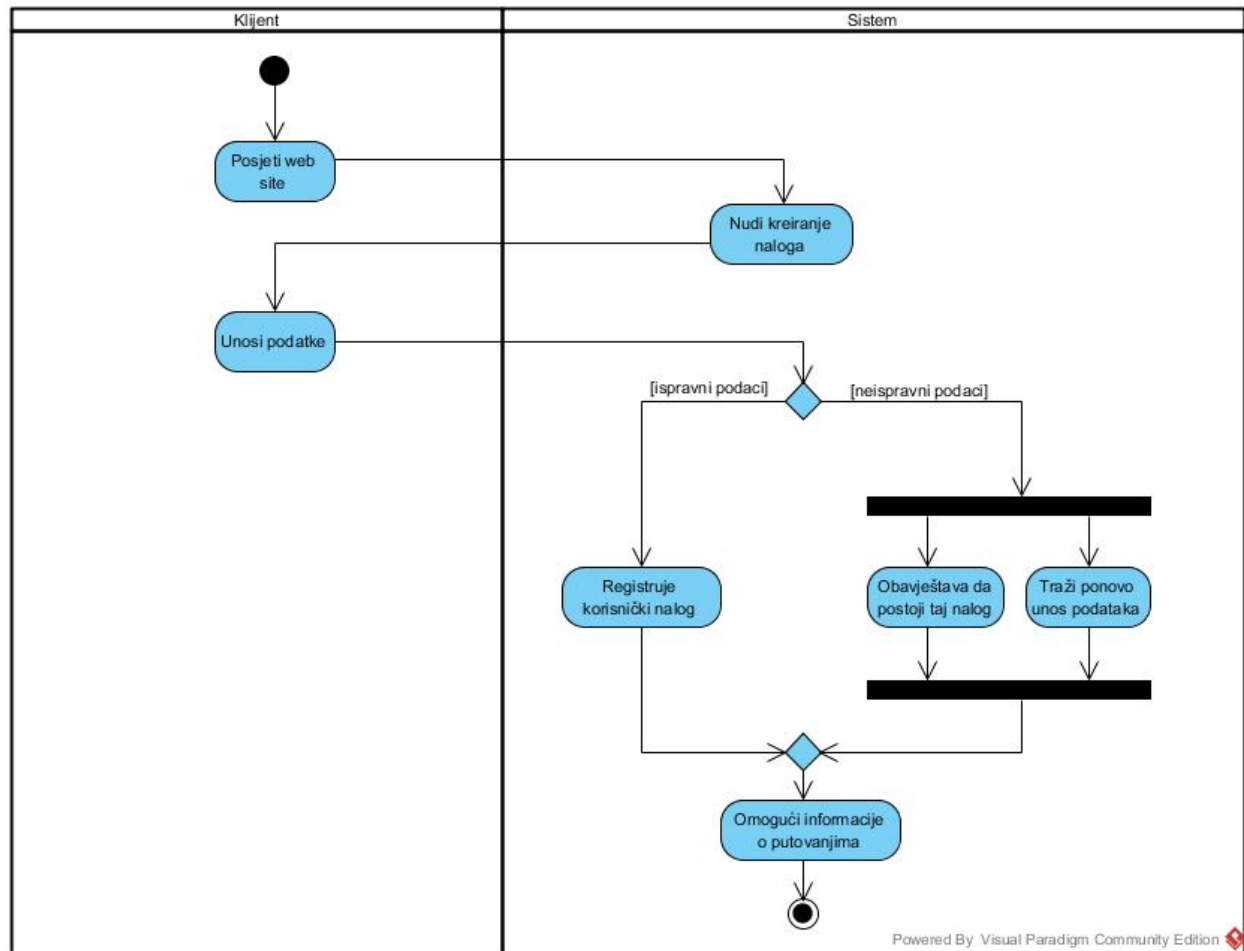 Klijent
Sistem
Posjeti web
site
Nudi kreiranje
naloga
Unosi podatke
[ispravni podaci]
[neispravni podaci]
Registruje
korisnički nalog
Obavještava da
postoji taj nalog
Traži ponovo
unos podataka
Omogući informacije
o putovanjima
Powered By Visual Paradigm Community Edition